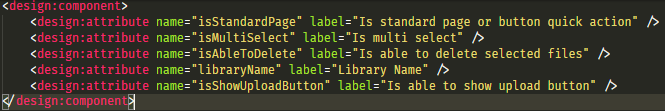 <design:component>
<design:attribute name="isStandardPage" label="Is standard page or button quick action" />
<design:attribute name="isMultiSelect" label="Is multi select" />
<design:attribute name="isAbleToDelete" label="Is able to delete selected files" />
<design:attribute name="libraryName" label="Library Name" />
<design:attribute name="isShowUploadButton" label="Is able to show upload button" />
</design:component>